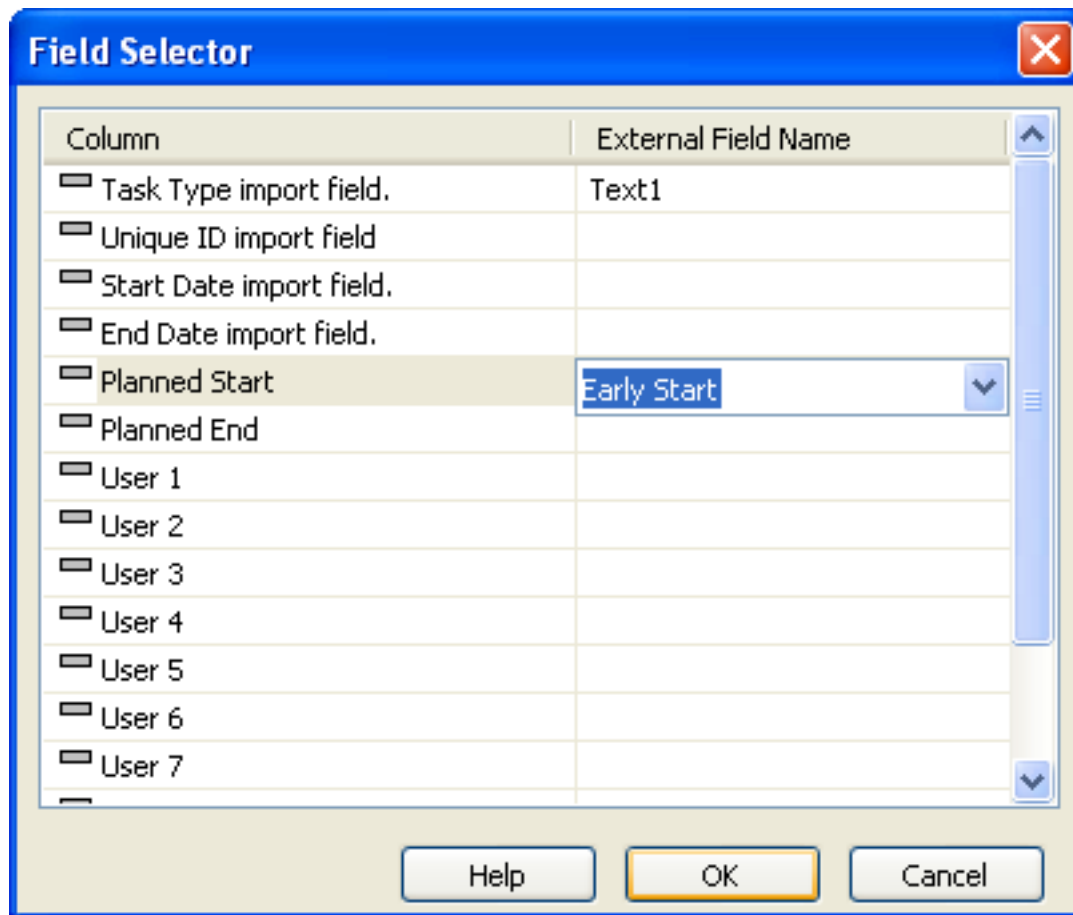 Field Selector
Column External Field Name
Task Type import field. Text1
Unique ID import field
Start Date import field.
End Date import field.
Planned Start Early Start
Planned End
User 1
User 2
User 3
User 4
User 5
User 6
User 7
Help OK Cancel